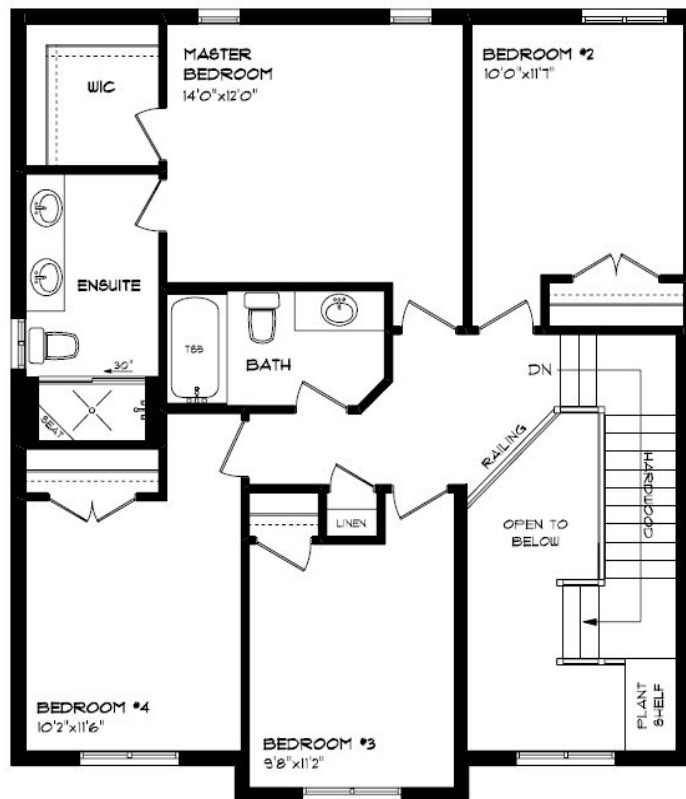 MASTER
BEDROOM
14'0"x12'0"
BEDROOM #2
10'0"x11'7"
WIC
ENSUITE
30"
SEAT
T&S
BATH
DN
RAILING
HARDWOOD
LINEN
OPEN TO
BELOW
PLANT
SHELF
BEDROOM #4
10'2"x11'6"
BEDROOM #3
9'8"x11'2"